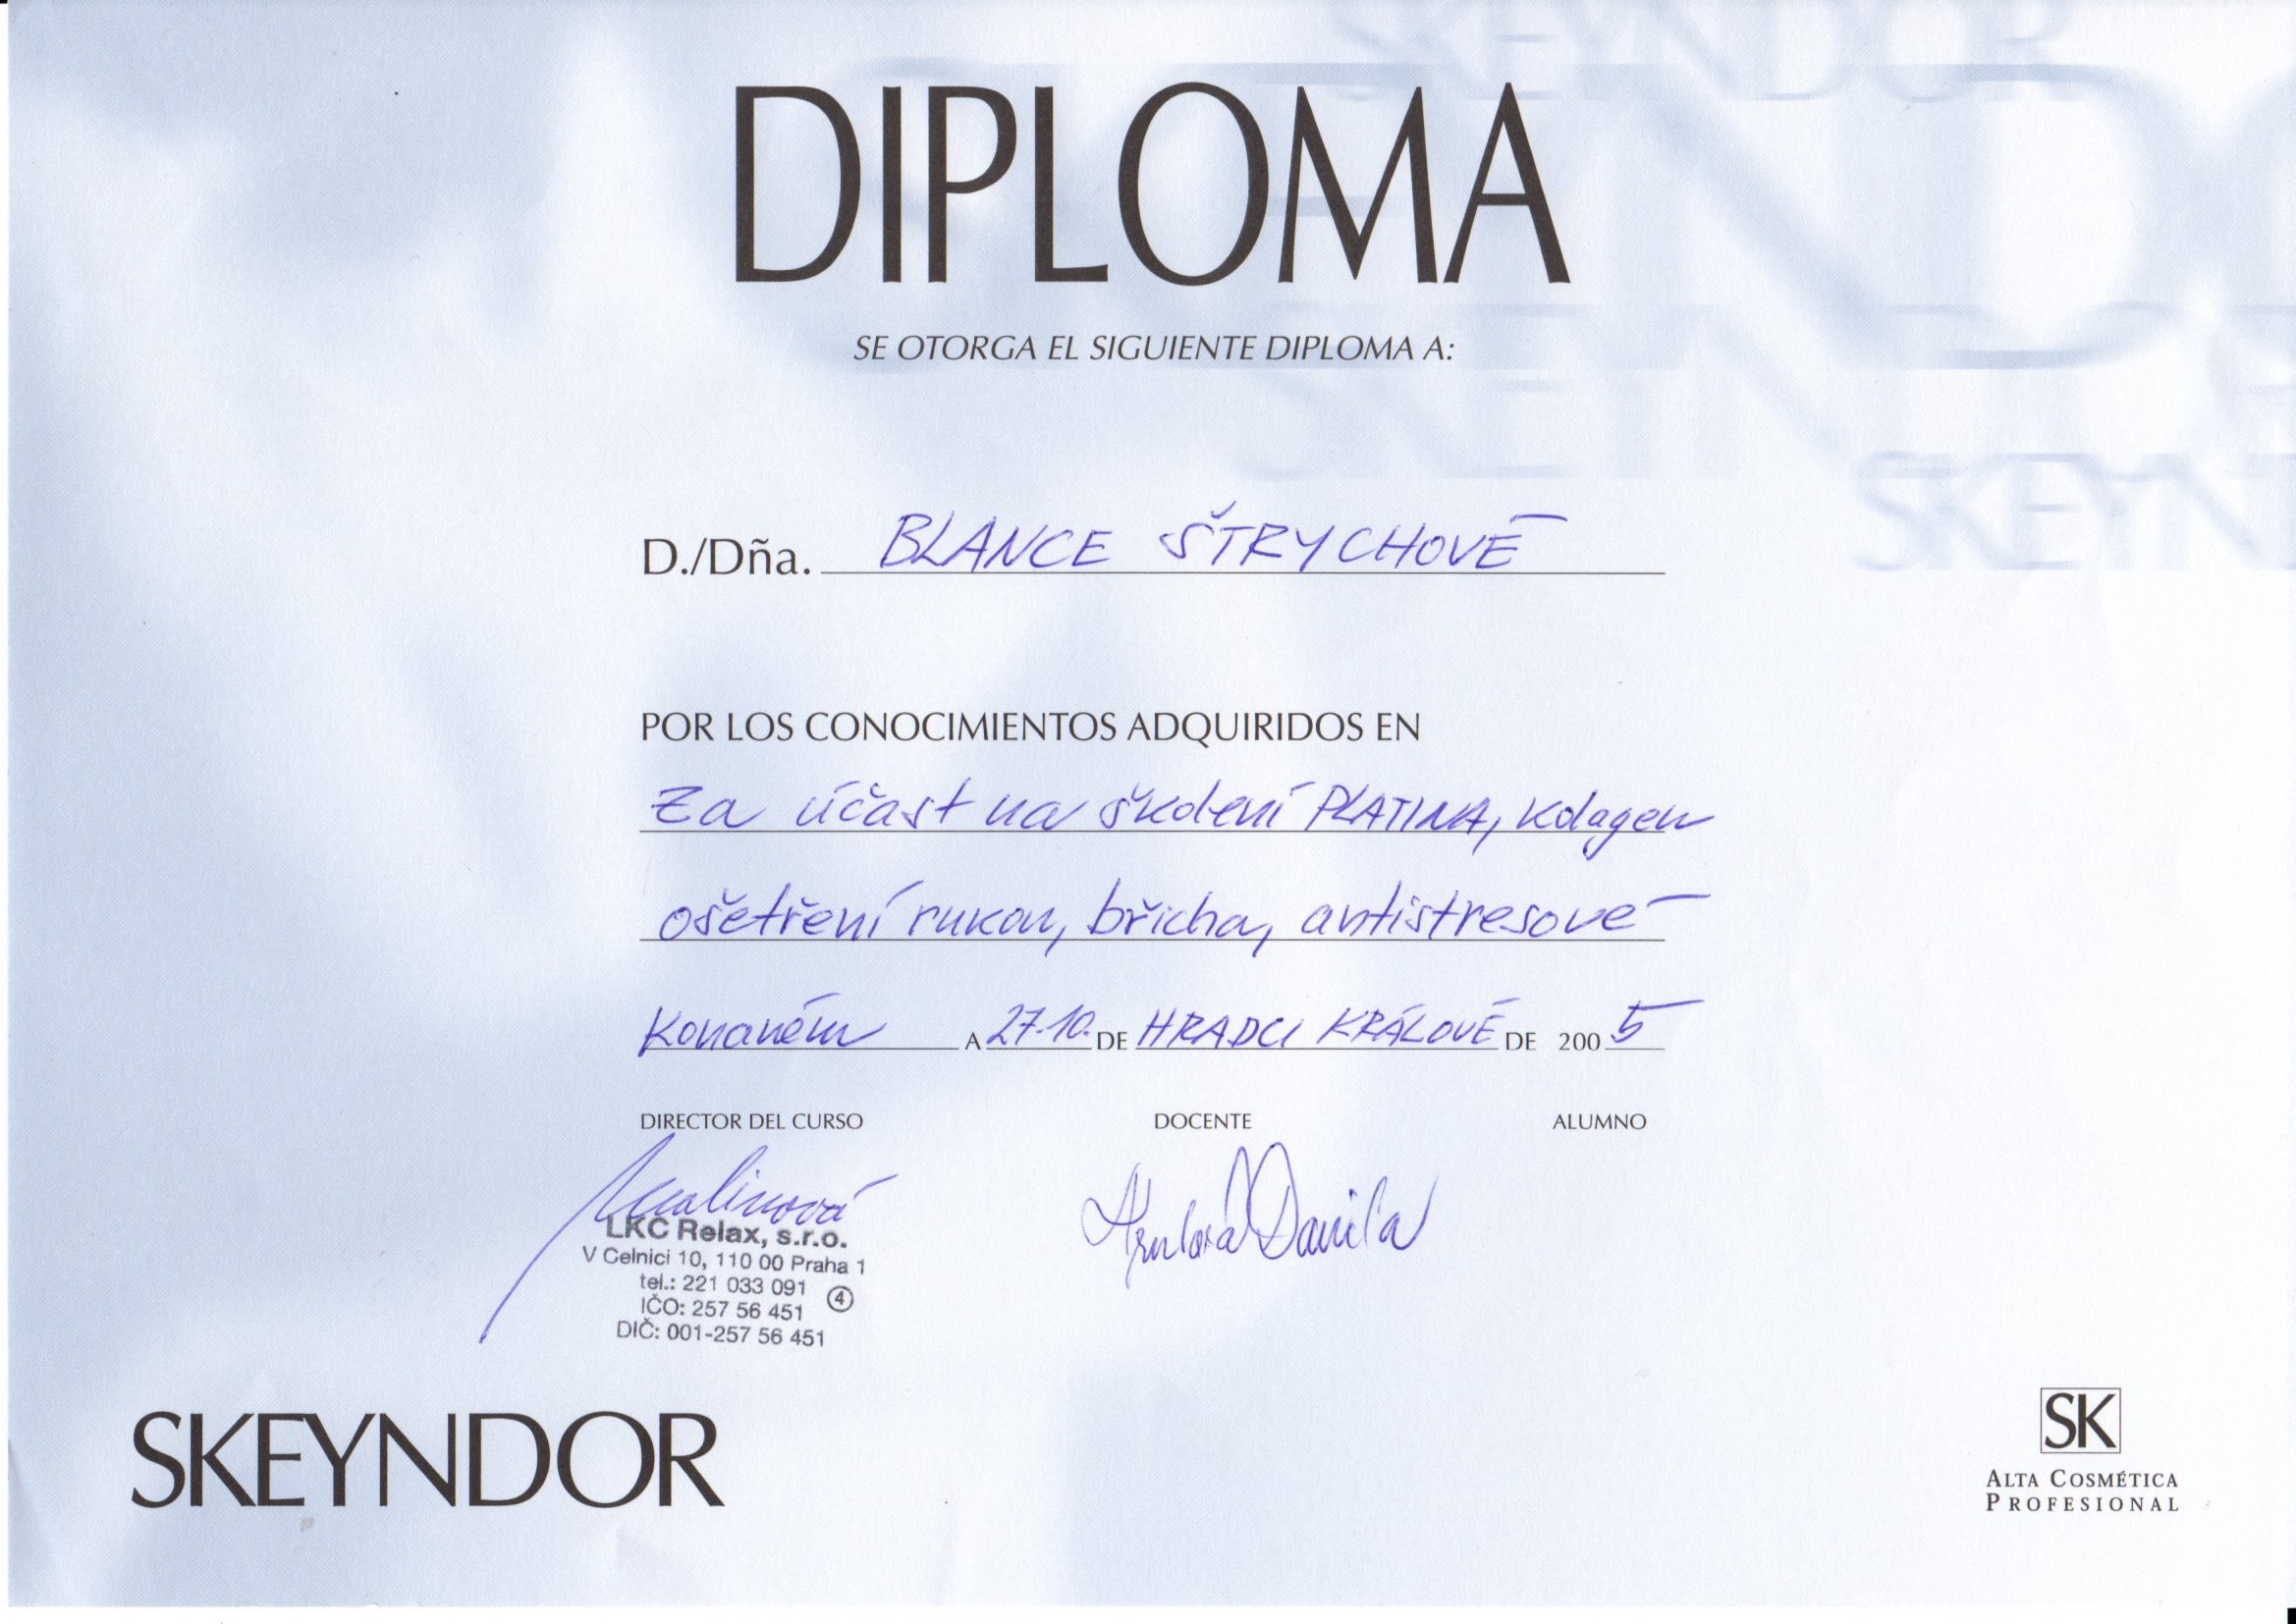 DIPLOMA
SE OTORGA EL SIGUIENTE DIPLOMA A:
D./Dña. BLANCE ŠTRYCHOVÉ
POR LOS CONOCIMIENTOS ADQUIRIDOS EN
Za účast na školení PLATINA, kolagen
ošetření rukou, břicha, antistresové
Konaném A 27.10. DE HRADCI KRÁLOVÉ DE 2005
DIRECTOR DEL CURSO DOCENTE ALUMNO
LKC Relax, s.r.o.
V Celnici 10, 110 00 Praha 1
tel.: 221 033 091
4
IČO: 257 56 451
DIČ: 001-257 56 451
SKEYNDOR
SK
ALTA COSMÉTICA
PROFESIONAL